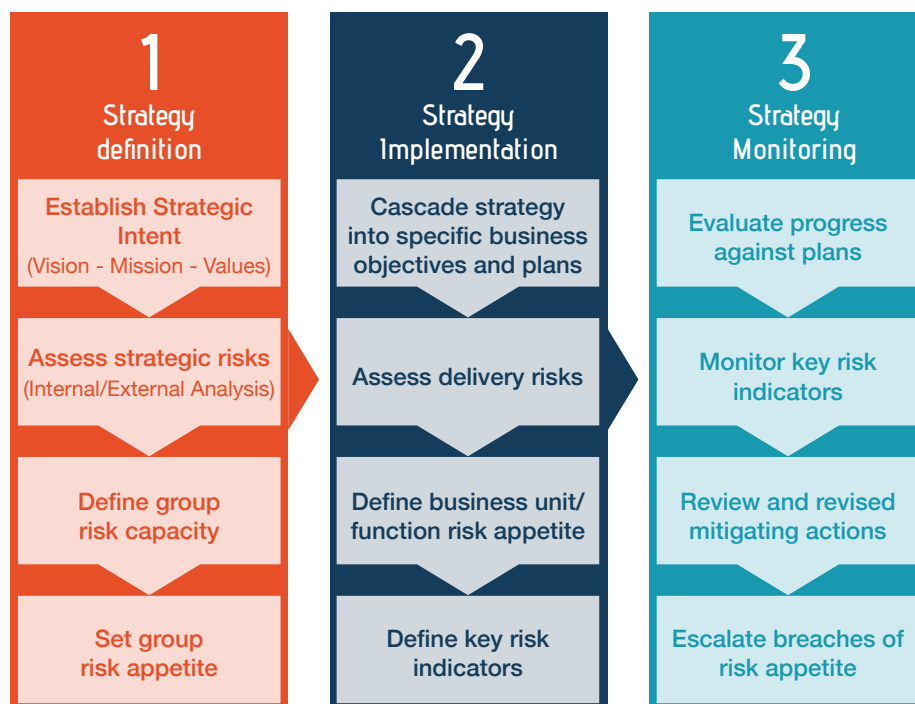 1
Strategy
definition
Establish Strategic
Intent
(Vision - Mission - Values)
Assess strategic risks
(Internal/External Analysis)
Define group
risk capacity
Set group
risk appetite
2
Strategy
Implementation
Cascade strategy
into specific business
objectives and plans
Assess delivery risks
Define business unit/
function risk appetite
Define key risk
indicators
3
Strategy
Monitoring
Evaluate progress
against plans
Monitor key risk
indicators
Review and revised
mitigating actions
Escalate breaches of
risk appetite